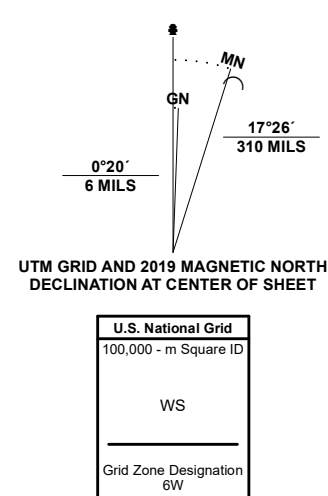 MN
GN
17°26´
310 MILS
0°20´
6 MILS
UTM GRID AND 2019 MAGNETIC NORTH
DECLINATION AT CENTER OF SHEET
U.S. National Grid
100,000 - m Square ID
WS
Grid Zone Designation
6W